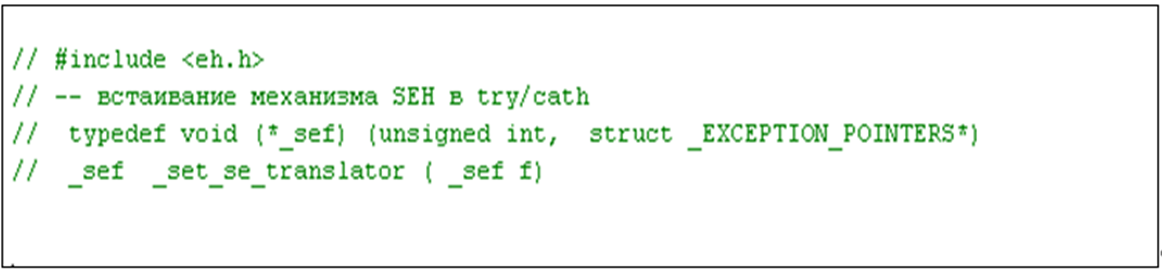 // #include <eh.h>
// -- встаивание механизма SEH в try/cath
// typedef void (*_sef) (unsigned int, struct _EXCEPTION_POINTERS*)
// _sef _set_se_translator ( _sef f)